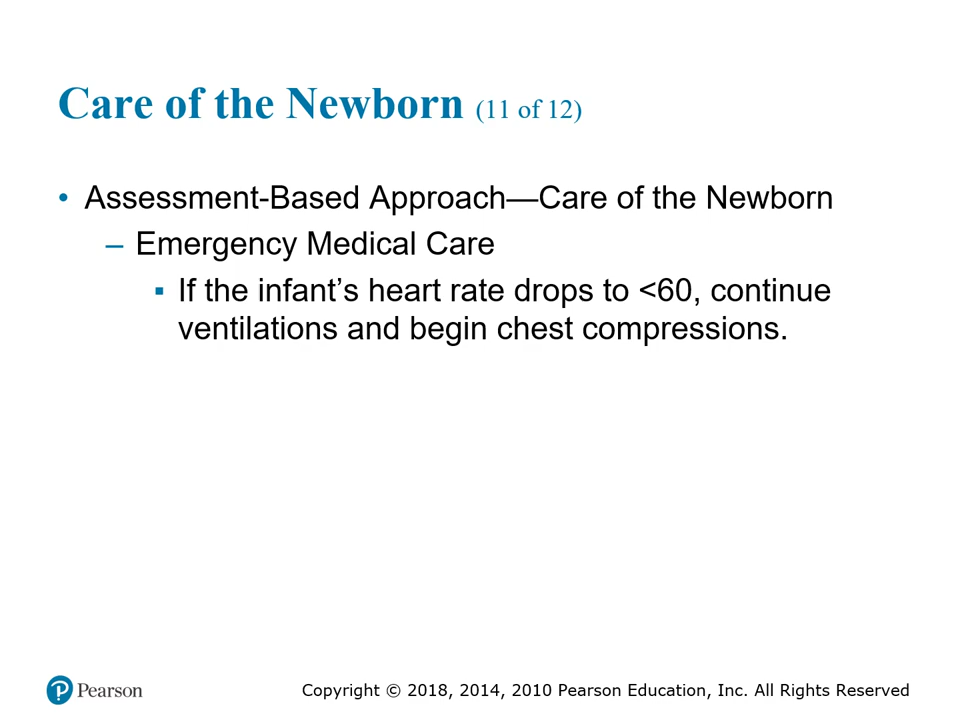 Care of the Newborn (11 of 12)
• Assessment-Based Approach—Care of the Newborn
– Emergency Medical Care
▪ If the infant’s heart rate drops to <60, continue
ventilations and begin chest compressions.
Pearson
Copyright © 2018, 2014, 2010 Pearson Education, Inc. All Rights Reserved